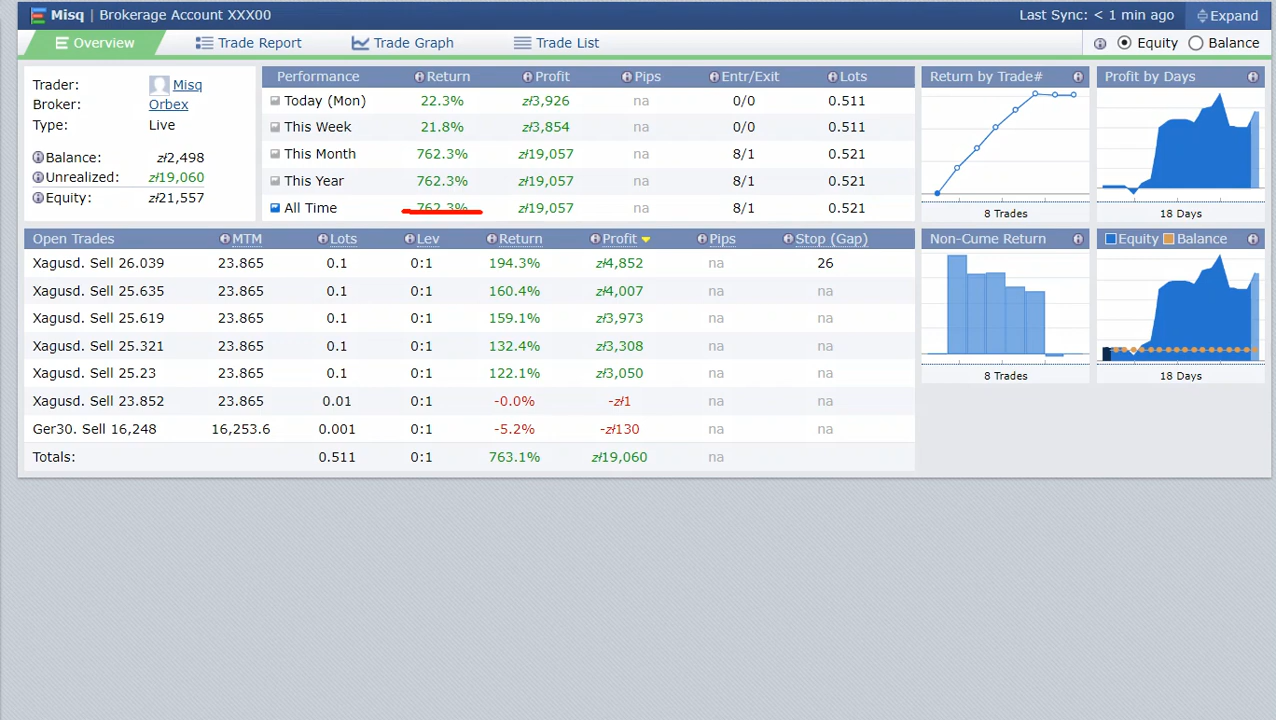 Misq | Brokerage Account XXX00 Last Sync: < 1 min ago Expand
Overview Trade Report Trade Graph Trade List Equity Balance
Trader: Misq
Broker: Orbex
Type: Live
Balance: zł2,498
Unrealized: zł19,060
Equity: zł21,557
Performance Return Profit Pips Entr/Exit Lots
Today (Mon) 22.3% zł3,926 na 0/0 0.511
This Week 21.8% zł3,854 na 0/0 0.511
This Month 762.3% zł19,057 na 8/1 0.521
This Year 762.3% zł19,057 na 8/1 0.521
All Time 762.3% zł19,057 na 8/1 0.521
Return by Trade#
8 Trades
Profit by Days
18 Days
Open Trades MTM Lots Lev Return Profit Pips Stop (Gap)
Xagusd. Sell 26.039 23.865 0.1 0:1 194.3% zł4,852 na 26
Xagusd. Sell 25.635 23.865 0.1 0:1 160.4% zł4,007 na na
Xagusd. Sell 25.619 23.865 0.1 0:1 159.1% zł3,973 na na
Xagusd. Sell 25.321 23.865 0.1 0:1 132.4% zł3,308 na na
Xagusd. Sell 25.23 23.865 0.1 0:1 122.1% zł3,050 na na
Xagusd. Sell 23.852 23.865 0.01 0:1 -0.0% -zł1 na na
Ger30. Sell 16,248 16,253.6 0.001 0:1 -5.2% -zł130 na na
Totals: 0.511 0:1 763.1% zł19,060 na
Non-Cume Return
8 Trades
Equity Balance
18 Days